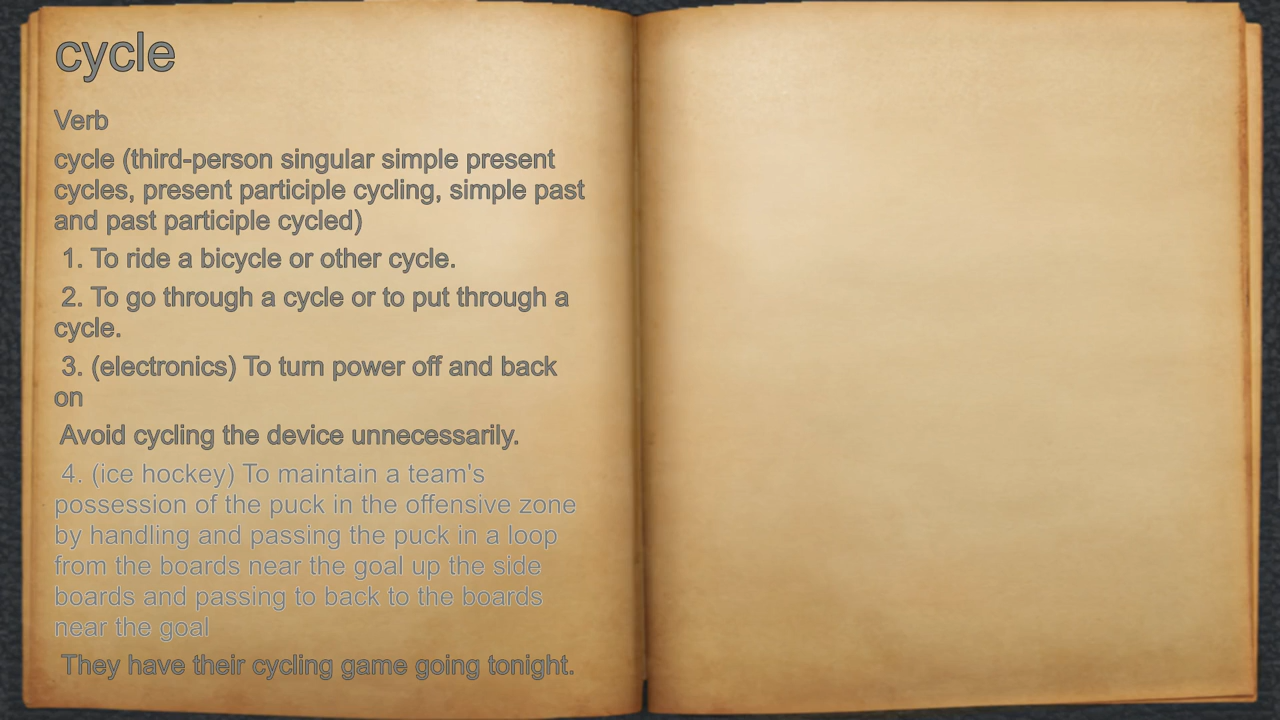 cycle
Verb
cycle (third-person singular simple present
cycles, present participle cycling, simple past
and past participle cycled)
1. To ride a bicycle or other cycle.
2. To go through a cycle or to put through a
cycle.
3. (electronics) To turn power off and back
on
Avoid cycling the device unnecessarily.
4. (ice hockey) To maintain a team's
possession of the puck in the offensive zone
by handling and passing the puck in a loop
from the boards near the goal up the side
boards and passing to back to the boards
near the goal
They have their cycling game going tonight.